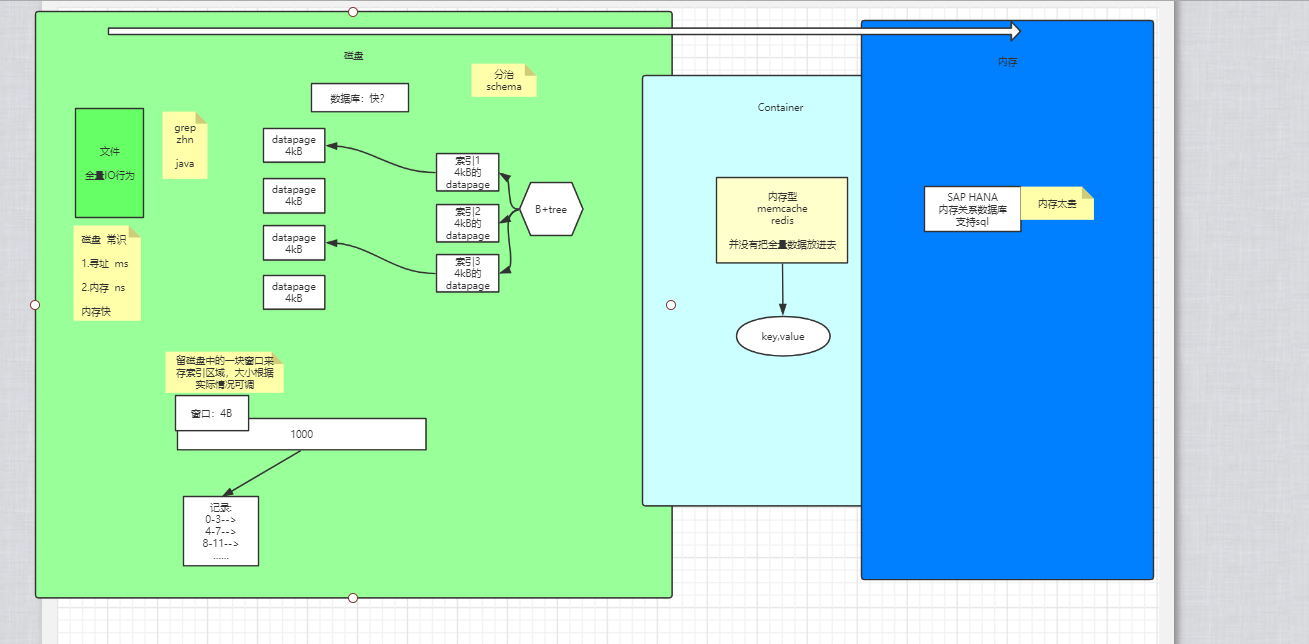 磁盘
分治
schema
数据库：快？
文件
全量IO行为
grep
zhn
java
datapage
4kB
datapage
4kB
datapage
4kB
datapage
4kB
索引1
4kB的
datapage
索引2
4kB的
datapage
索引3
4kB的
datapage
B+tree
磁盘 常识
1.寻址 ms
2.内存 ns
内存快
留磁盘中的一块窗口来
存索引区域，大小根据
实际情况可调
窗口：4B
1000
记录:
0-3-->
4-7-->
8-11-->
......
Container
内存型
memcache
redis
并没有把全量数据放进去
key,value
内存
SAP HANA
内存关系数据库
支持sql
内存太贵